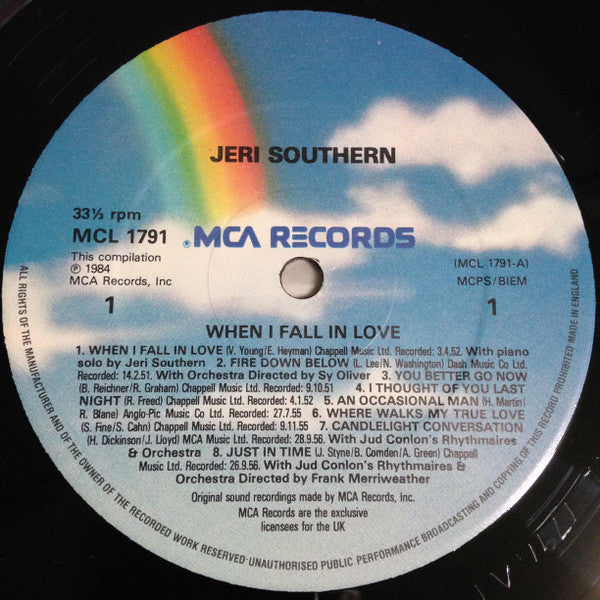 JERI SOUTHERN
33⅓ rpm
MCL 1791
This compilation
℗ 1984
MCA Records, Inc
1
®MCA RECORDS
(MCL 1791-A)
MCPS/BIEM
1
WHEN I FALL IN LOVE
1. WHEN I FALL IN LOVE (V. Young/E. Heyman) Chappell Music Ltd. Recorded: 3.4.52. With piano
solo by Jeri Southern 2. FIRE DOWN BELOW (L. Lee/N. Washington) Dash Music Co Ltd.
Recorded: 14.2.51. With Orchestra Directed by Sy Oliver 3. YOU BETTER GO NOW
(B. Reichner/R. Graham) Chappell Music Ltd. Recorded: 9.10.51 4. I THOUGHT OF YOU LAST
NIGHT (R. Freed) Chappell Music Ltd. Recorded: 4.1.52 5. AN OCCASIONAL MAN (H. Martin/
R. Blane) Anglo-Pic Music Co Ltd. Recorded: 27.7.55 6. WHERE WALKS MY TRUE LOVE
(S. Fine/S. Cahn) Chappell Music Ltd. Recorded: 9.11.55 7. CANDLELIGHT CONVERSATION
(H. Dickinson/J. Lloyd) MCA Music Ltd. Recorded: 28.9.56. With Jud Conlon's Rhythmaires
& Orchestra 8. JUST IN TIME (J. Styne/B. Comden/A. Green) Chappell
Music Ltd. Recorded: 26.9.56. With Jud Conlon's Rhythmaires &
Orchestra Directed by Frank Merriweather
Original sound recordings made by MCA Records, Inc.
MCA Records are the exclusive
licensees for the UK
ALL RIGHTS OF THE MANUFACTURER AND OF THE OWNER OF THE RECORDED WORK RESERVED·UNAUTHORISED PUBLIC PERFORMANCE BROADCASTING AND COPYING OF THIS RECORD PROHIBITED MADE IN ENGLAND